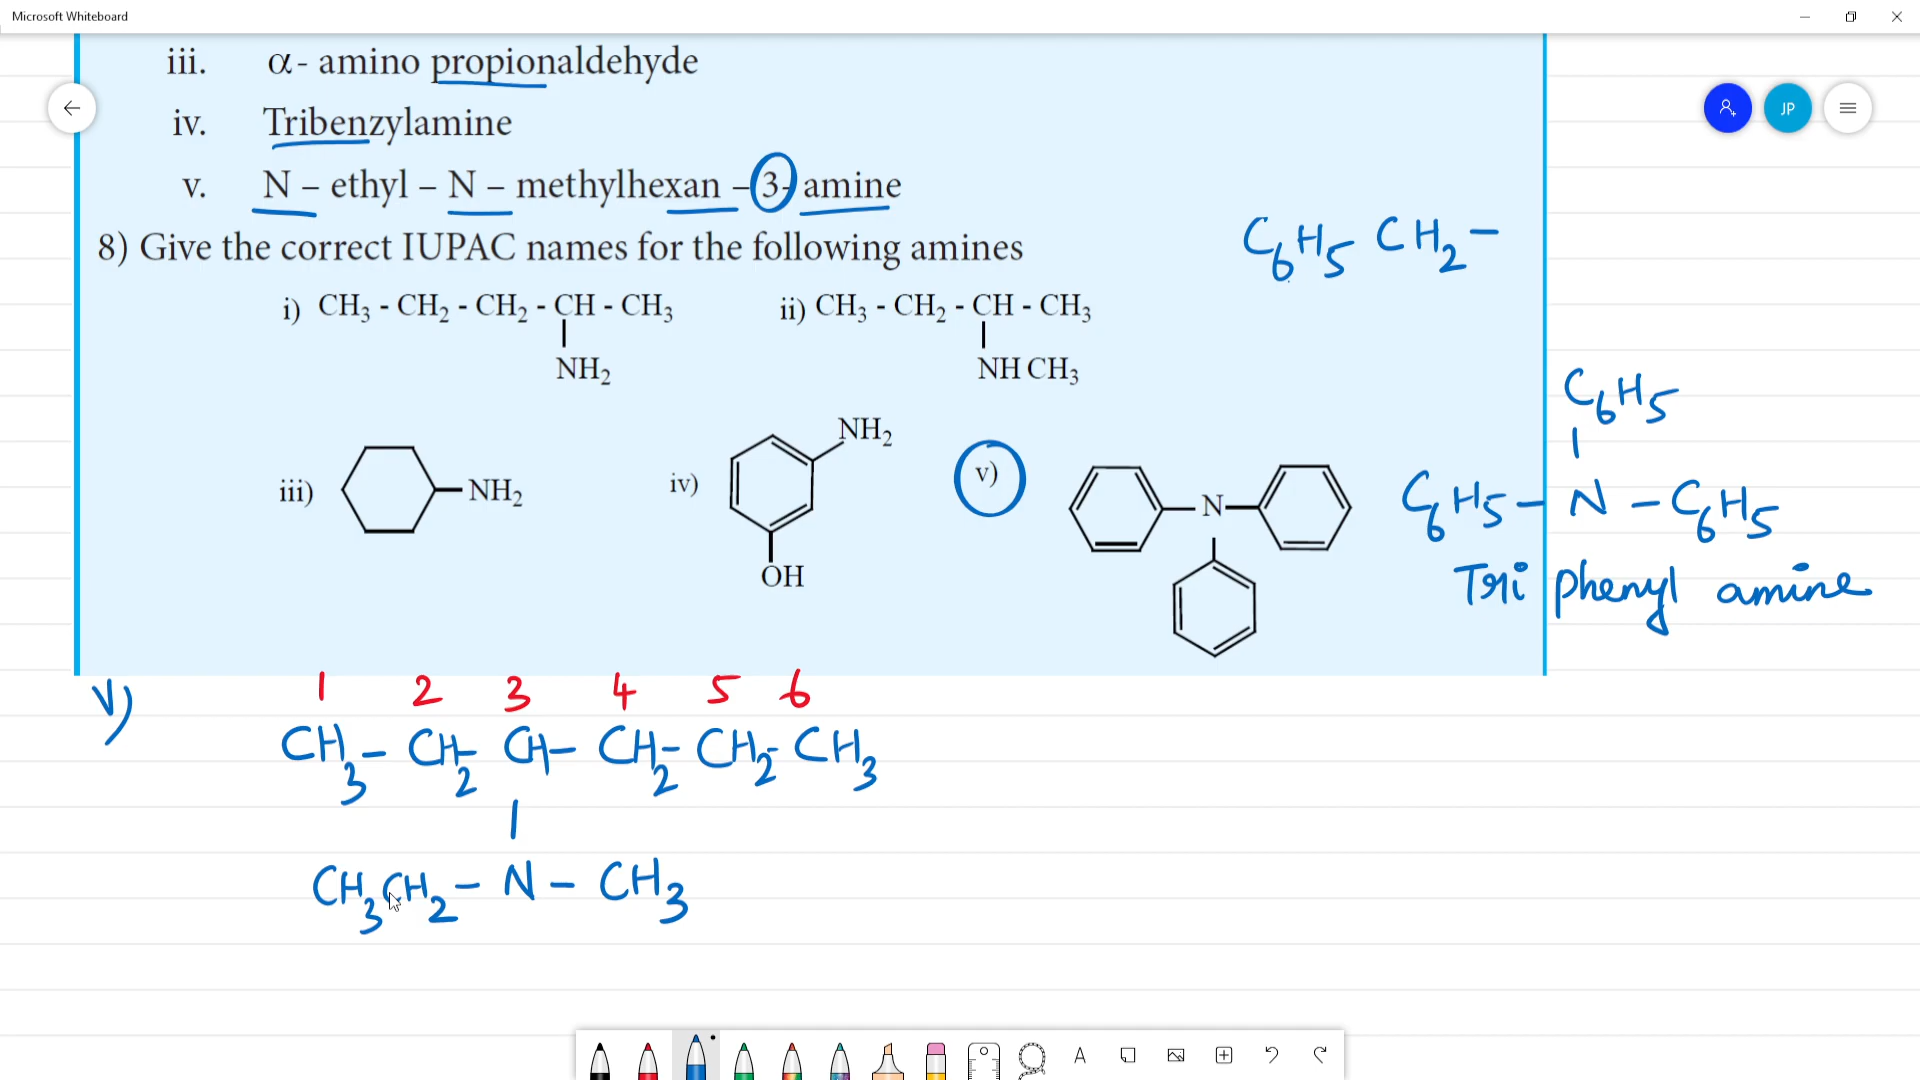 Microsoft Whiteboard
iii. α- amino propionaldehyde
iv. Tribenzylamine
v. N – ethyl – N – methylhexan –3- amine
JP
8) Give the correct IUPAC names for the following amines
C6H5 CH2 –
i) CH3 - CH2 - CH2 - CH - CH3
|
NH2
ii) CH3 - CH2 - CH - CH3
|
NH CH3
iii) NH2
iv) NH2
OH
v) N
C6H5
|
C6H5 – N – C6H5
Tri phenyl amine
v)
1 2 3 4 5 6
CH3 – CH2 CH – CH2 – CH2 – CH3
|
CH3CH2 – N – CH3
A